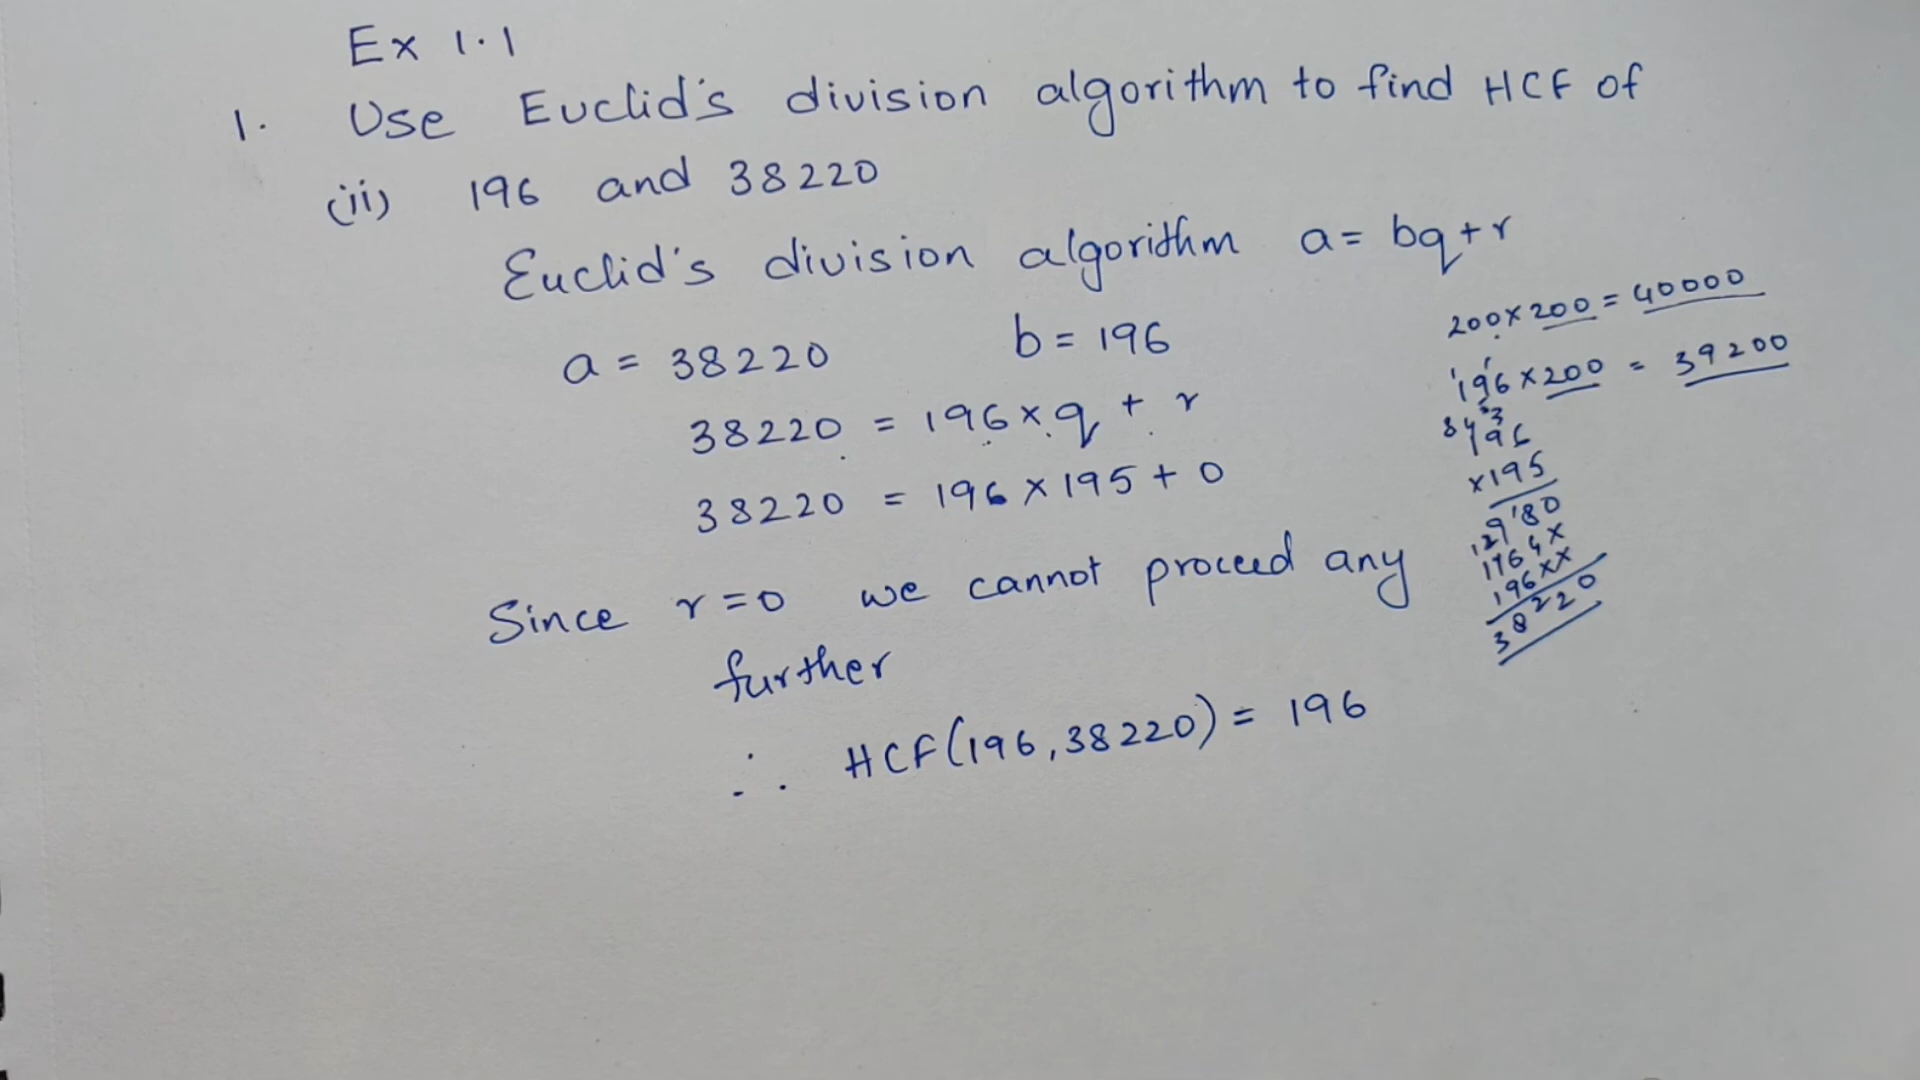 Ex 1.1
1. Use Euclid's division algorithm to find HCF of
(ii) 196 and 38220
Euclid's division algorithm a = bq + r
a = 38220 b = 196
38220 = 196 × q + r
38220 = 196 × 195 + 0
Since r = 0 we cannot proceed any
further
∴ HCF(196, 38220) = 196
200 × 200 = 40000
196 × 200 = 39200
196
×195
980
1764×
196××
38220